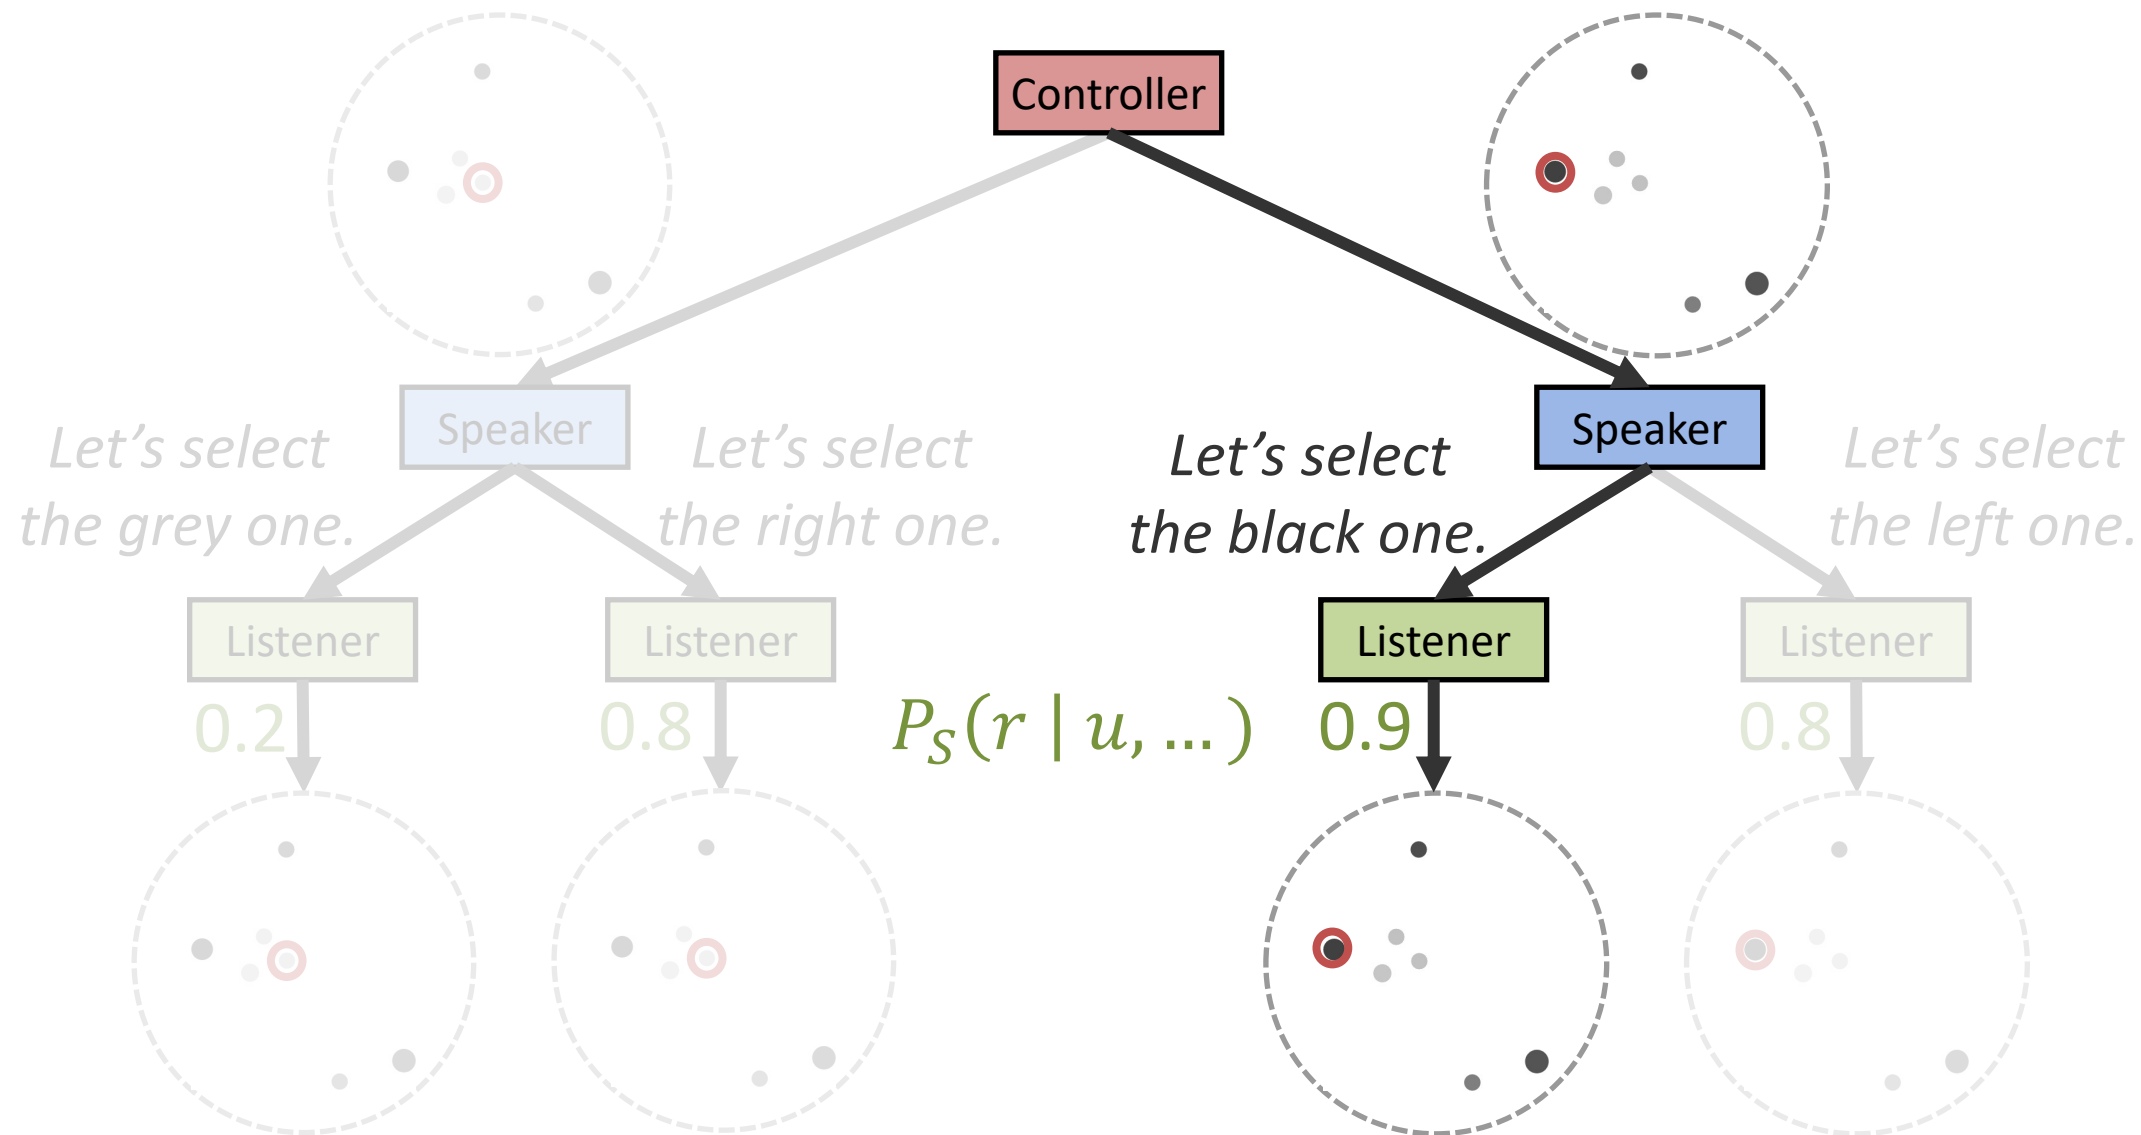 Controller
Speaker
Speaker
Let's select
the grey one.
Let's select
the right one.
Let's select
the black one.
Let's select
the left one.
Listener
Listener
Listener
Listener
0.2
0.8
P_S(r | u, … )
0.9
0.8